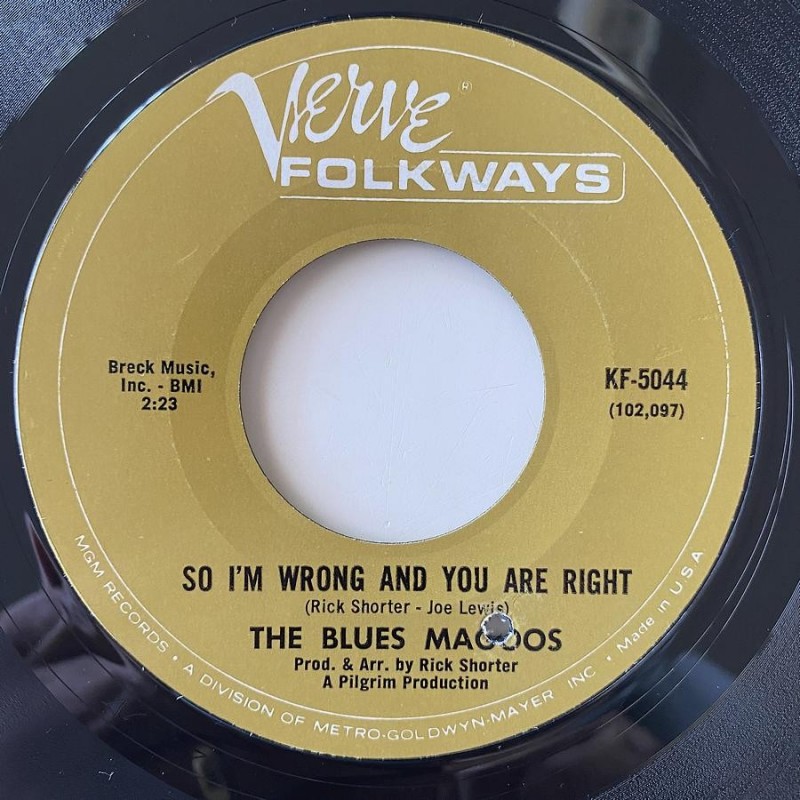 Verve ®
FOLKWAYS
Breck Music,
Inc. - BMI
2:23
KF-5044
(102,097)
SO I'M WRONG AND YOU ARE RIGHT
(Rick Shorter - Joe Lewis)
THE BLUES MAGOOS
Prod. & Arr. by Rick Shorter
A Pilgrim Production
MGM RECORDS • A DIVISION OF METRO-GOLDWYN-MAYER INC • Made in USA